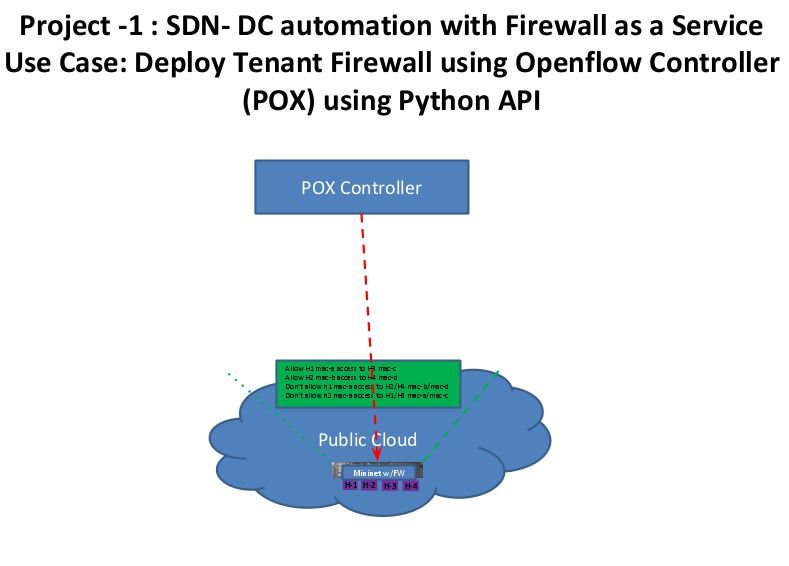 Project -1 : SDN- DC automation with Firewall as a Service
Use Case: Deploy Tenant Firewall using Openflow Controller
(POX) using Python API
POX Controller
Allow H1 mac-a access to H3 mac-c
Allow H2 mac-b access to H4 mac-d
Don't allow h1 mac-a access to H2/H4 mac-b/mac-d
Don't allow h2 mac-a access to H1/H3 mac-a/mac-c
Public Cloud
Mininet w/FW
H-1 H-2 H-3 H-4